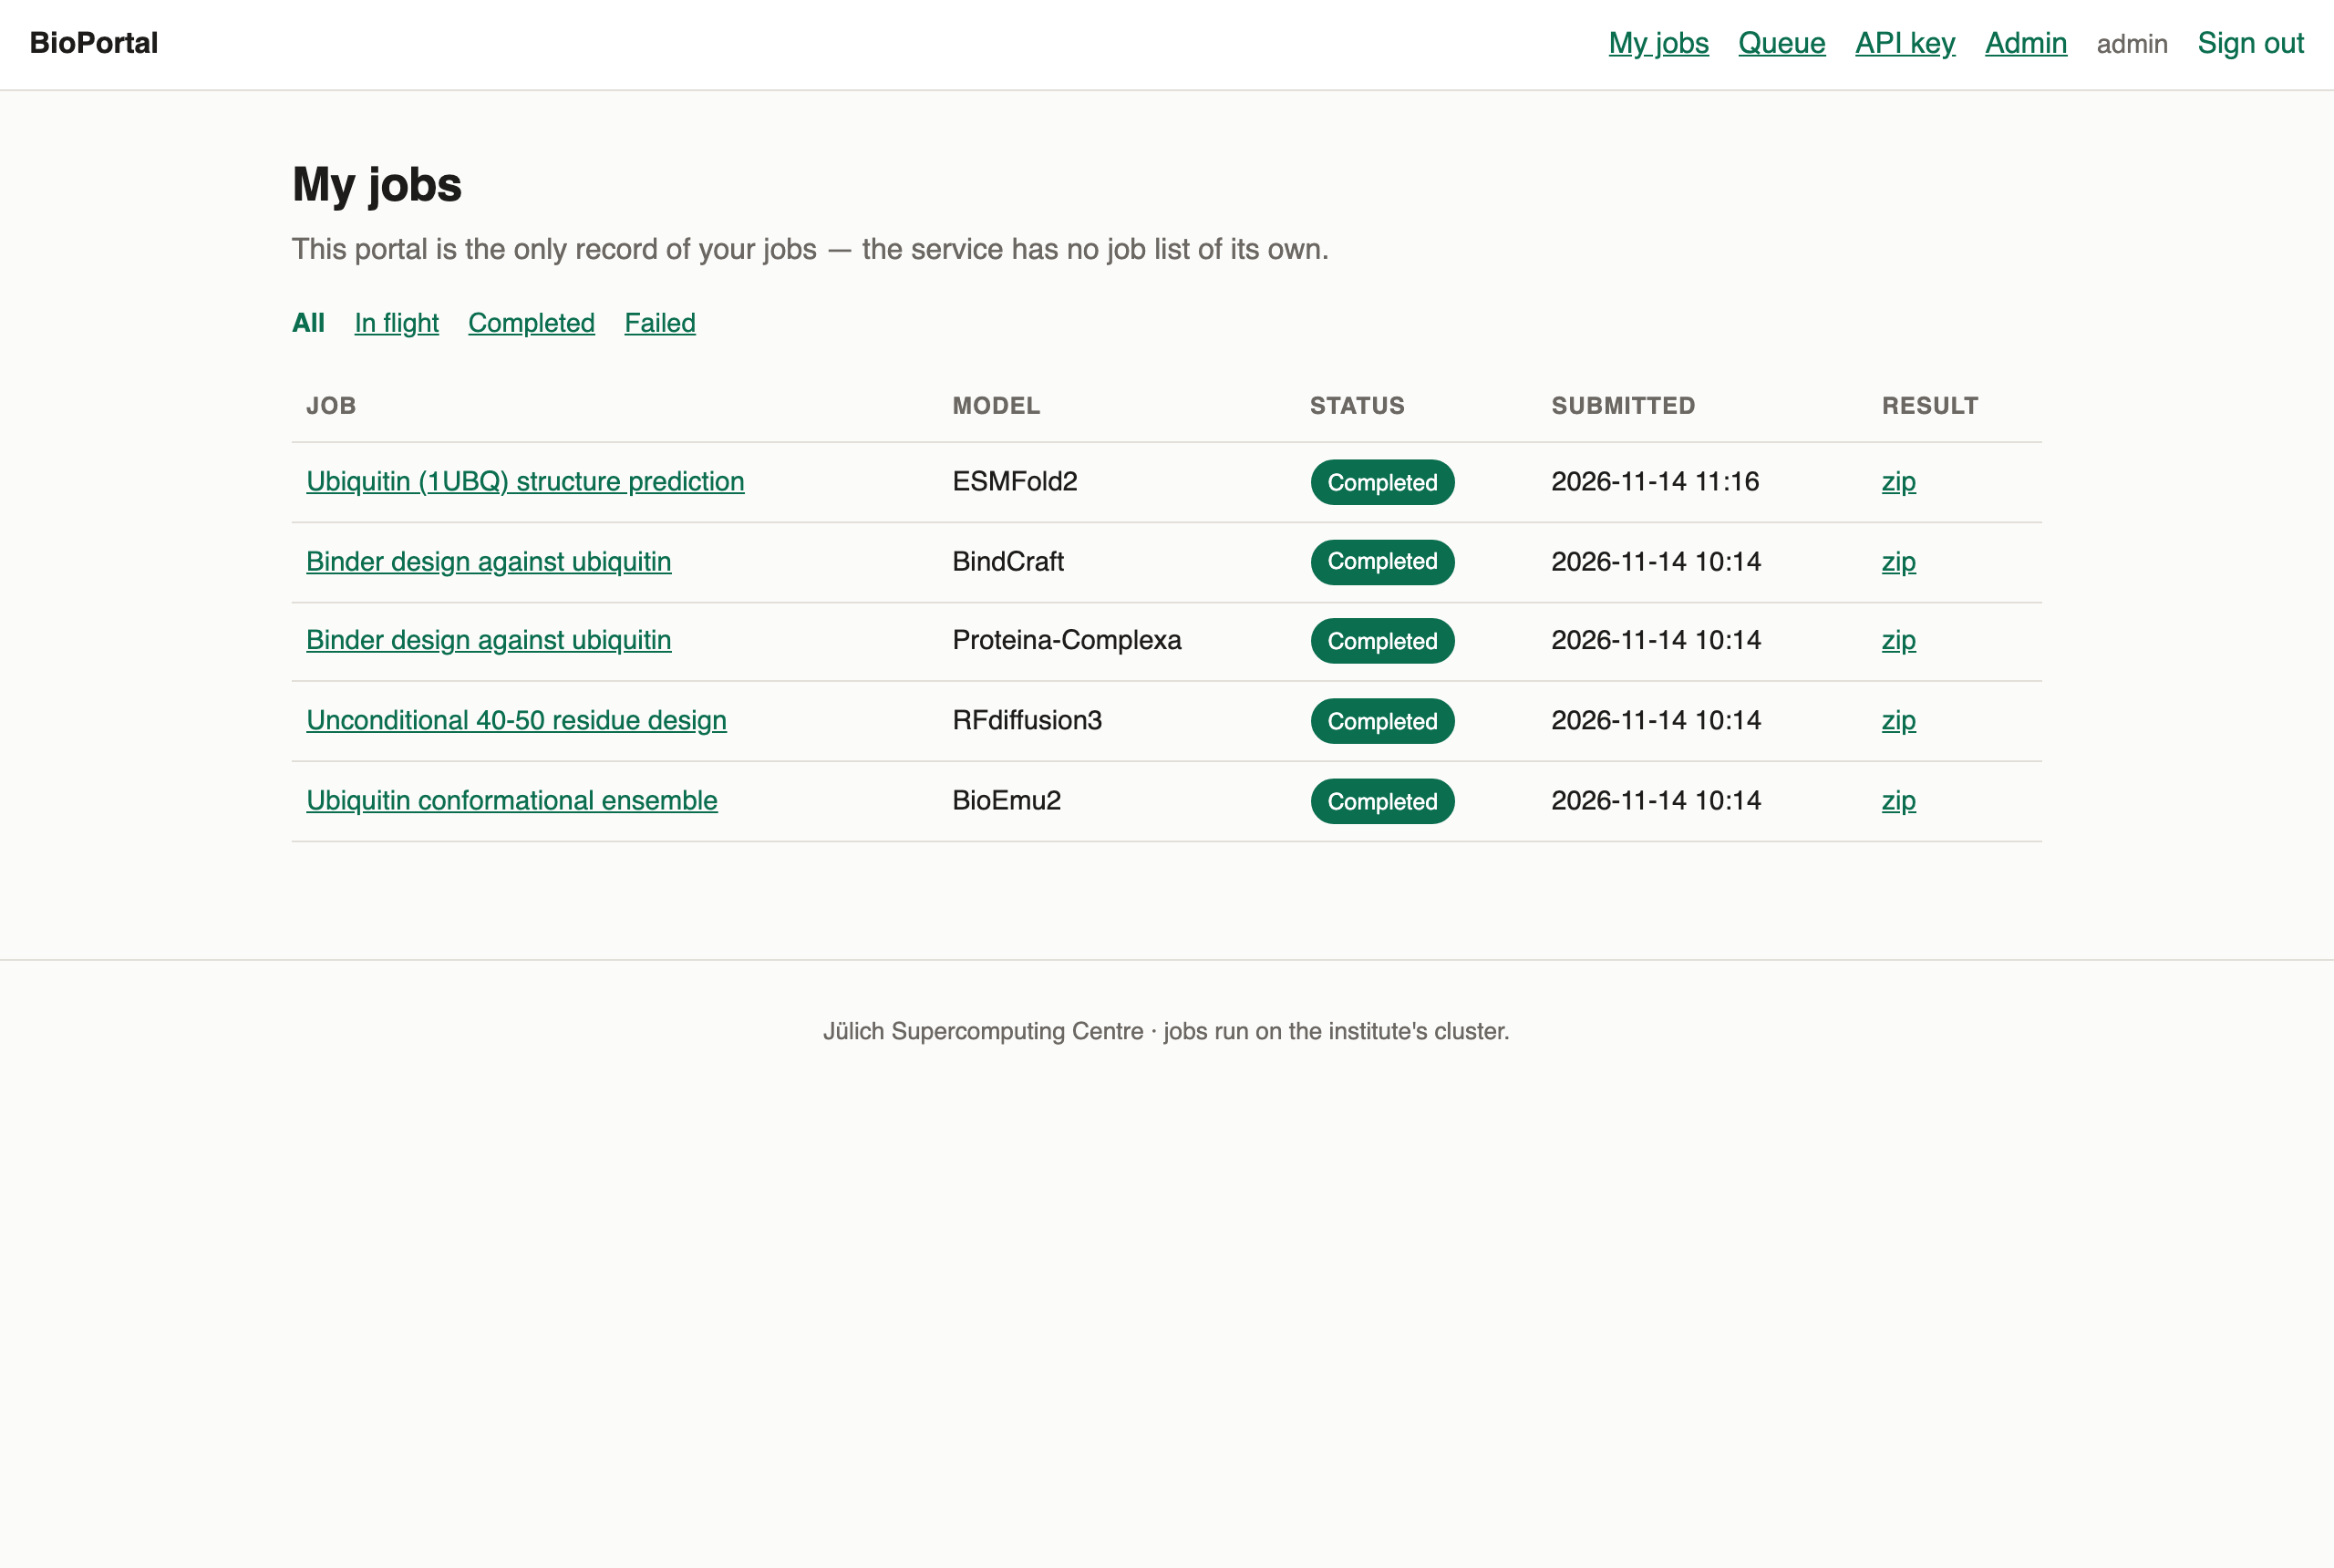 BioPortal My jobs Queue API key Admin admin Sign out
My jobs
This portal is the only record of your jobs — the service has no job list of its own.
All In flight Completed Failed
JOB MODEL STATUS SUBMITTED RESULT
Ubiquitin (1UBQ) structure prediction ESMFold2 Completed 2026-11-14 11:16 zip
Binder design against ubiquitin BindCraft Completed 2026-11-14 10:14 zip
Binder design against ubiquitin Proteina-Complexa Completed 2026-11-14 10:14 zip
Unconditional 40-50 residue design RFdiffusion3 Completed 2026-11-14 10:14 zip
Ubiquitin conformational ensemble BioEmu2 Completed 2026-11-14 10:14 zip
Jülich Supercomputing Centre · jobs run on the institute's cluster.